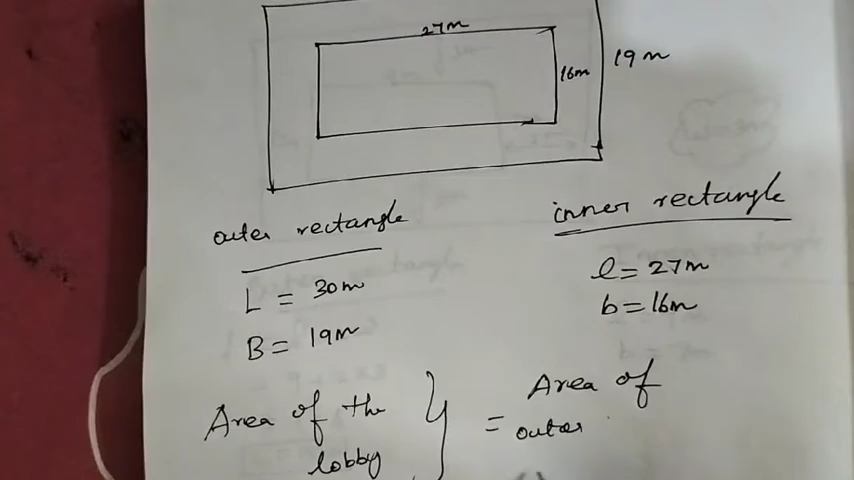 27m
16m
19m
outer rectangle
inner rectangle
L = 30m
l = 27m
B = 19m
b = 16m
Area of the
lobby
= Area of
outer